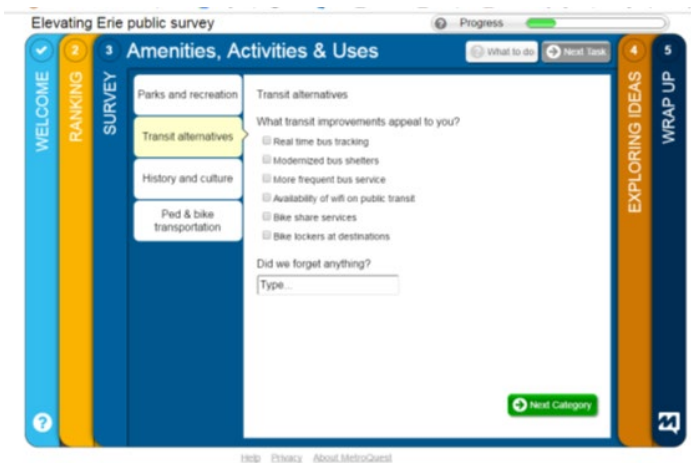 Elevating Erie public survey
Progress
WELCOME
2
RANKING
3
SURVEY
Amenities, Activities & Uses
What to do
Next Task
4
EXPLORING IDEAS
5
WRAP UP
Parks and recreation
Transit alternatives
History and culture
Ped & bike
transportation
Transit alternatives
What transit improvements appeal to you?
Real time bus tracking
Modernized bus shelters
More frequent bus service
Availability of wifi on public transit
Bike share services
Bike lockers at destinations
Did we forget anything?
Type...
Next Category
Help Privacy About MetroQuest